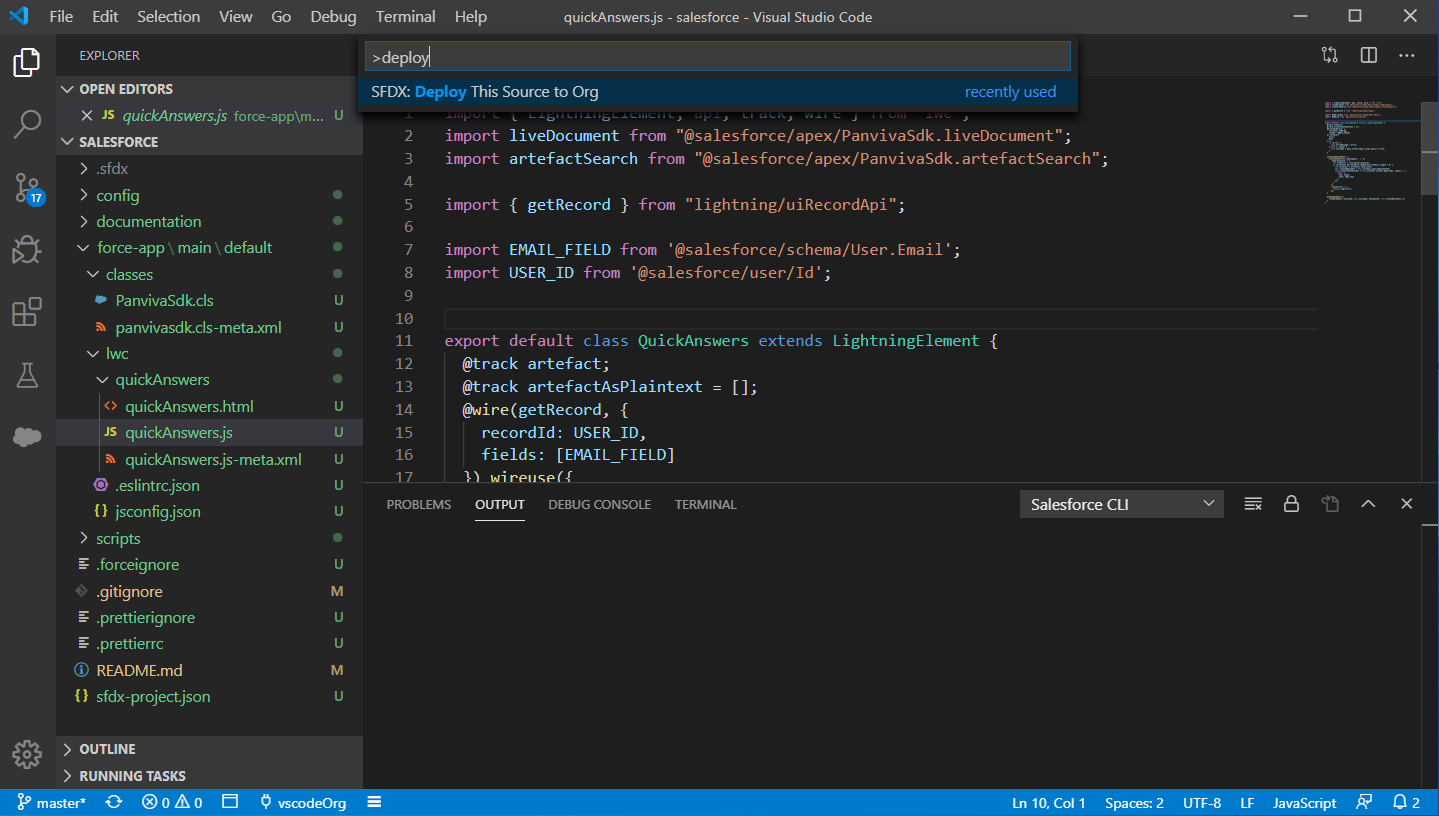 File Edit Selection View Go Debug Terminal Help quickAnswers.js - salesforce - Visual Studio Code
EXPLORER
>deploy
SFDX: Deploy This Source to Org recently used
OPEN EDITORS
JS quickAnswers.js force-app\m... U
SALESFORCE
.sfdx
config
documentation
force-app \ main \ default
classes
PanvivaSdk.cls U
panvivasdk.cls-meta.xml U
lwc
quickAnswers
quickAnswers.html U
JS quickAnswers.js U
quickAnswers.js-meta.xml U
.eslintrc.json U
{} jsconfig.json U
scripts
.forceignore U
.gitignore M
.prettierignore U
.prettierrc U
README.md M
{} sfdx-project.json U
OUTLINE
RUNNING TASKS
17
1 import { LightningElement, api, track, wire } from "lwc";
2 import liveDocument from "@salesforce/apex/PanvivaSdk.liveDocument";
3 import artefactSearch from "@salesforce/apex/PanvivaSdk.artefactSearch";
4
5 import { getRecord } from "lightning/uiRecordApi";
6
7 import EMAIL_FIELD from '@salesforce/schema/User.Email';
8 import USER_ID from '@salesforce/user/Id';
9
10
11 export default class QuickAnswers extends LightningElement {
12 @track artefact;
13 @track artefactAsPlaintext = [];
14 @wire(getRecord, {
15 recordId: USER_ID,
16 fields: [EMAIL_FIELD]
17 }) wireuse({
PROBLEMS OUTPUT DEBUG CONSOLE TERMINAL Salesforce CLI
master* 0 0 vscodeOrg Ln 10, Col 1 Spaces: 2 UTF-8 LF JavaScript 2